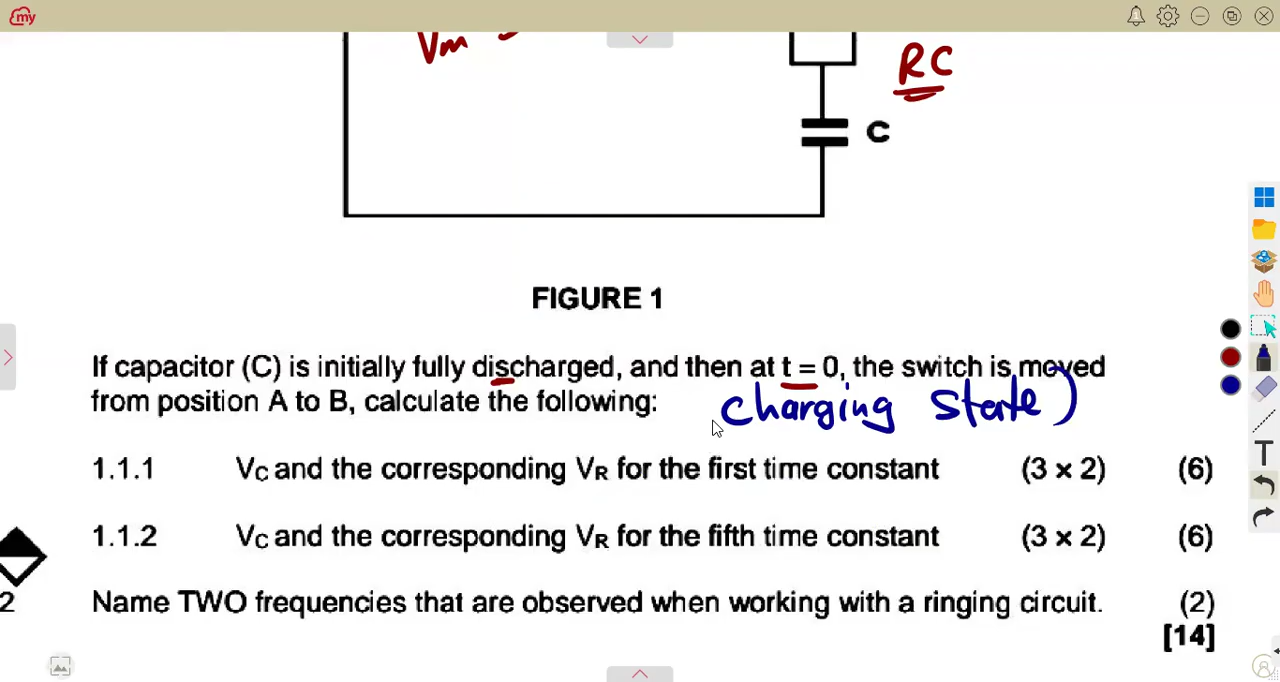 my
Vm
RC
C
FIGURE 1
If capacitor (C) is initially fully discharged, and then at t = 0, the switch is moved
from position A to B, calculate the following:
charging state)
1.1.1 VC and the corresponding VR for the first time constant (3 x 2) (6)
1.1.2 VC and the corresponding VR for the fifth time constant (3 x 2) (6)
2 Name TWO frequencies that are observed when working with a ringing circuit. (2)
[14]
T